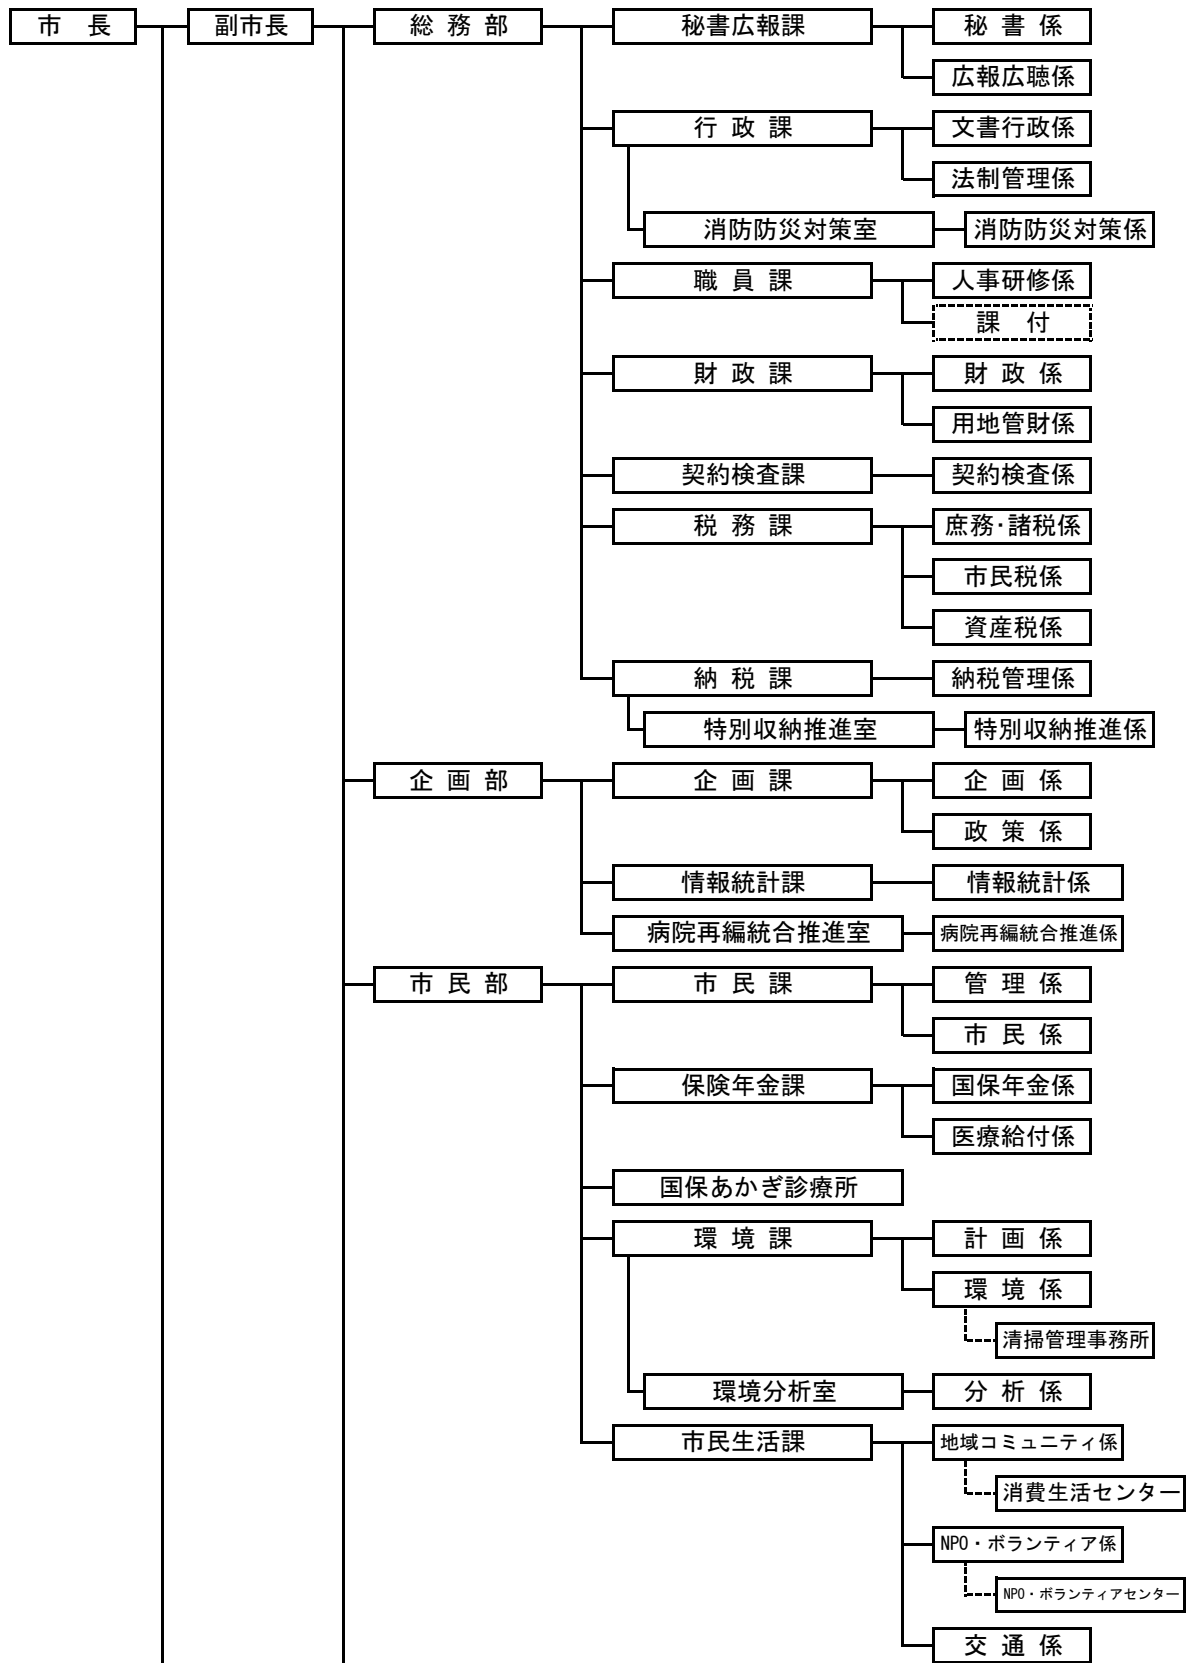 市　長　副市長　総 務 部　秘書広報課　秘 書 係
広報広聴係
行 政 課　文書行政係
法制管理係
消防防災対策室　消防防災対策係
職 員 課　人事研修係
課　付
財 政 課　財 政 係
用地管財係
契約検査課　契約検査係
税 務 課　庶務･諸税係
市民税係
資産税係
納 税 課　納税管理係
特別収納推進室　特別収納推進係
企 画 部　企 画 課　企 画 係
政 策 係
情報統計課　情報統計係
病院再編統合推進室　病院再編統合推進係
市 民 部　市 民 課　管 理 係
市 民 係
保険年金課　国保年金係
医療給付係
国保あかぎ診療所
環 境 課　計 画 係
環 境 係
清掃管理事務所
環境分析室　分 析 係
市民生活課　地域コミュニティ係
消費生活センター
NPO・ボランティア係
NPO・ボランティアセンター
交 通 係